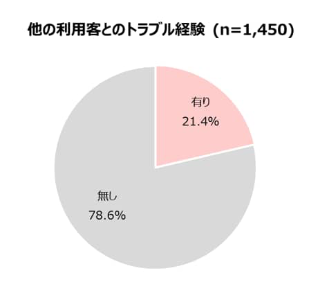 他の利用客とのトラブル経験 (n=1,450)
有り
21.4%
無し
78.6%